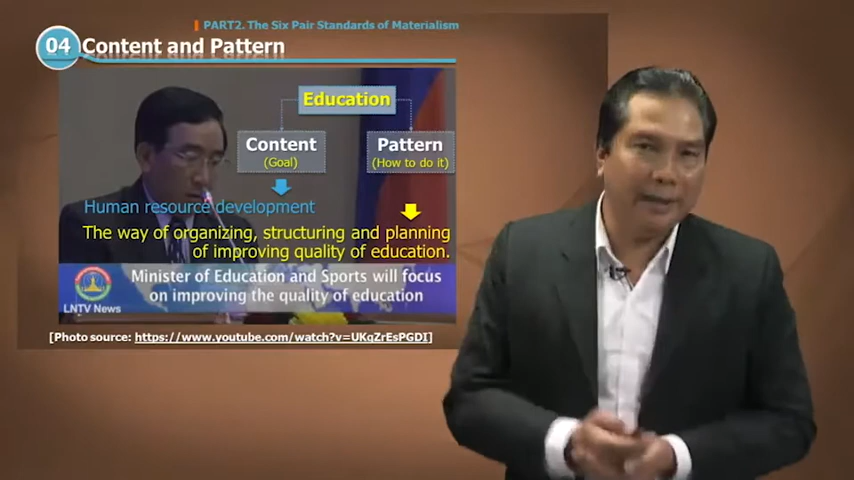 PART2. The Six Pair Standards of Materialism
04 Content and Pattern
Education
Content
(Goal)
Pattern
(How to do it)
Human resource development
The way of organizing, structuring and planning
of improving quality of education.
Minister of Education and Sports will focus
on improving the quality of education
LNTV News
[Photo source: https://www.youtube.com/watch?v=UKqZrEsPGDI]